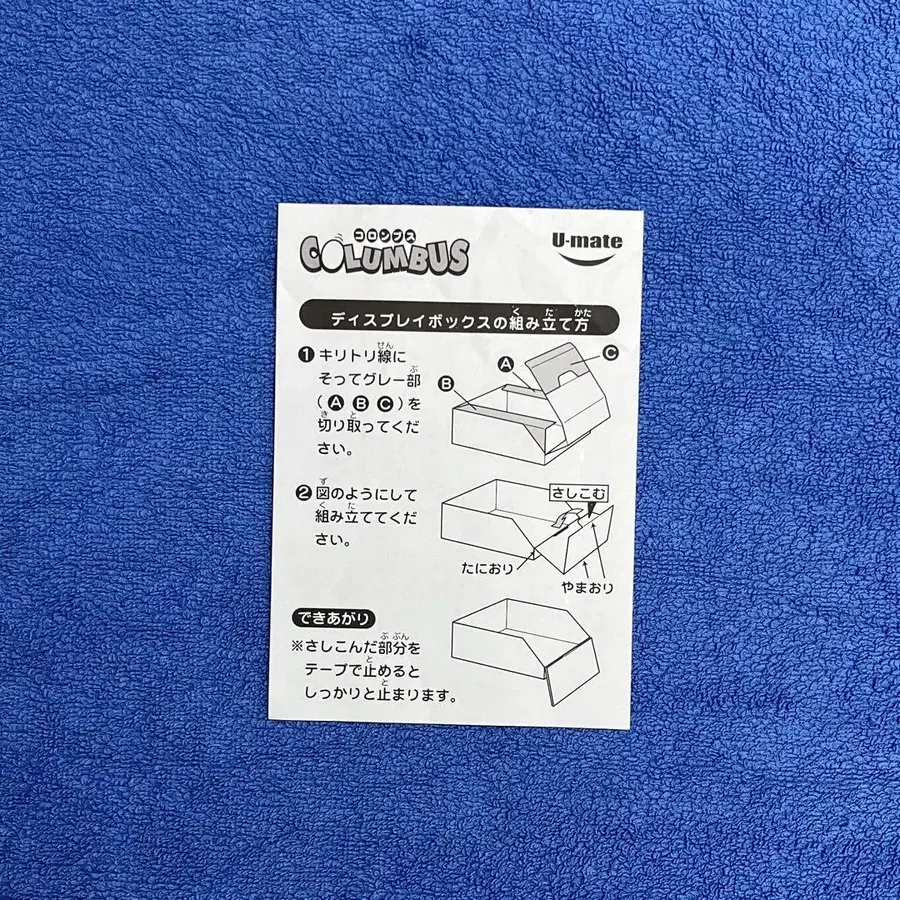 コロンブス
COLUMBUS
U-mate
ディスプレイボックスの組み立て方
❶キリトリ線に
そってグレー部
(🅐 🅑 🅒)を
切り取ってくだ
さい。
A
B
C
❷図のようにして
組み立ててくだ
さい。
さしこむ
たにおり
やまおり
できあがり
※さしこんだ部分を
テープで止めると
しっかりと止まります。